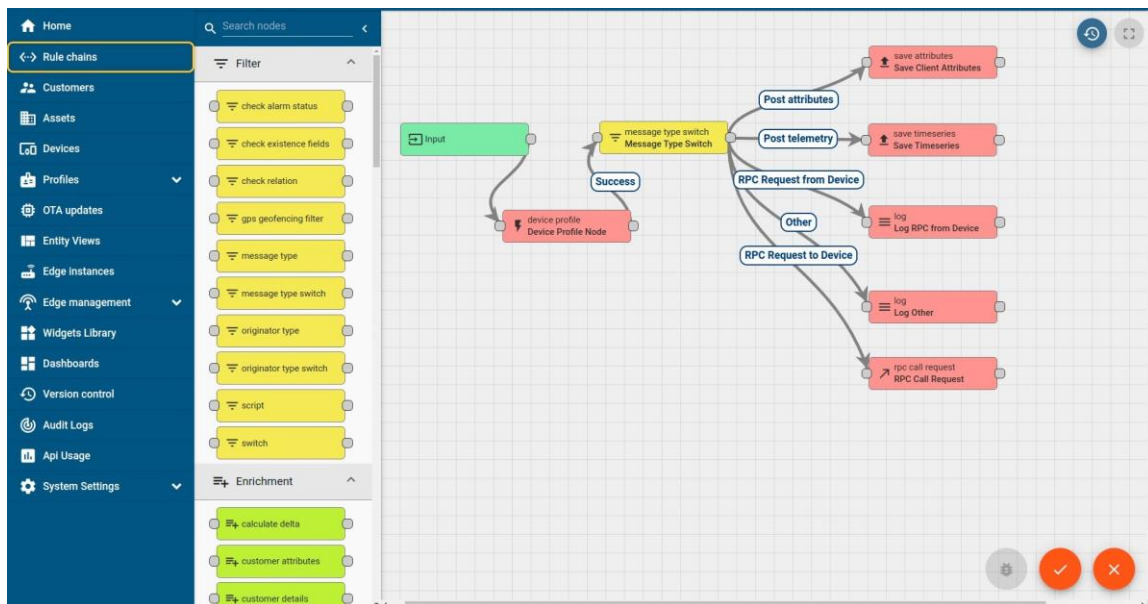 Home
Rule chains
Customers
Assets
Devices
Profiles
OTA updates
Entity Views
Edge instances
Edge management
Widgets Library
Dashboards
Version control
Audit Logs
Api Usage
System Settings
Search nodes
Filter
check alarm status
check existence fields
check relation
gps geofencing filter
message type
message type switch
originator type
originator type switch
script
switch
Enrichment
calculate delta
customer attributes
customer details
Input
device profile
Device Profile Node
Success
message type switch
Message Type Switch
Post attributes
Post telemetry
RPC Request from Device
Other
RPC Request to Device
save attributes
Save Client Attributes
save timeseries
Save Timeseries
log
Log RPC from Device
log
Log Other
rpc call request
RPC Call Request